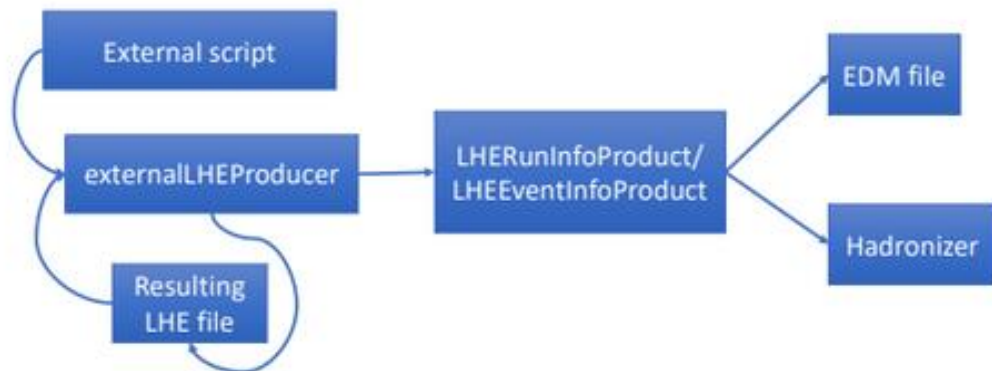 External script
EDM file
externalLHEProducer
LHERunInfoProduct/
LHEEventInfoProduct
Hadronizer
Resulting
LHE file